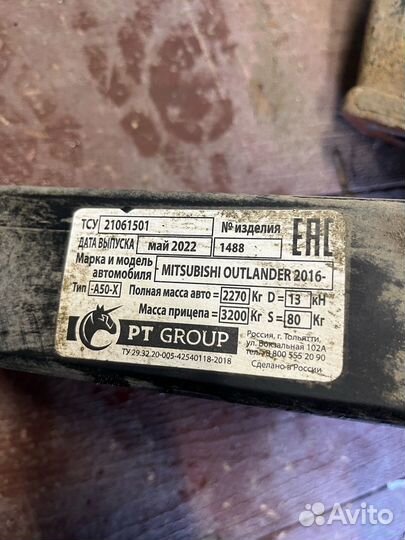 ТСУ 21061501 № изделия
ДАТА ВЫПУСКА май 2022 1488 EAC
Марка и модель
автомобиля - MITSUBISHI OUTLANDER 2016-
Тип -A50-X Полная масса авто = 2270 Кг D = 13 кН
Масса прицепа = 3200 Кг S = 80 Кг
PT GROUP
Россия, г. Тольятти,
ул. Вокзальная 102А
8 800 555 20 90
ТУ 29.32.20-005-42540118-2018
Сделано в России
Avito